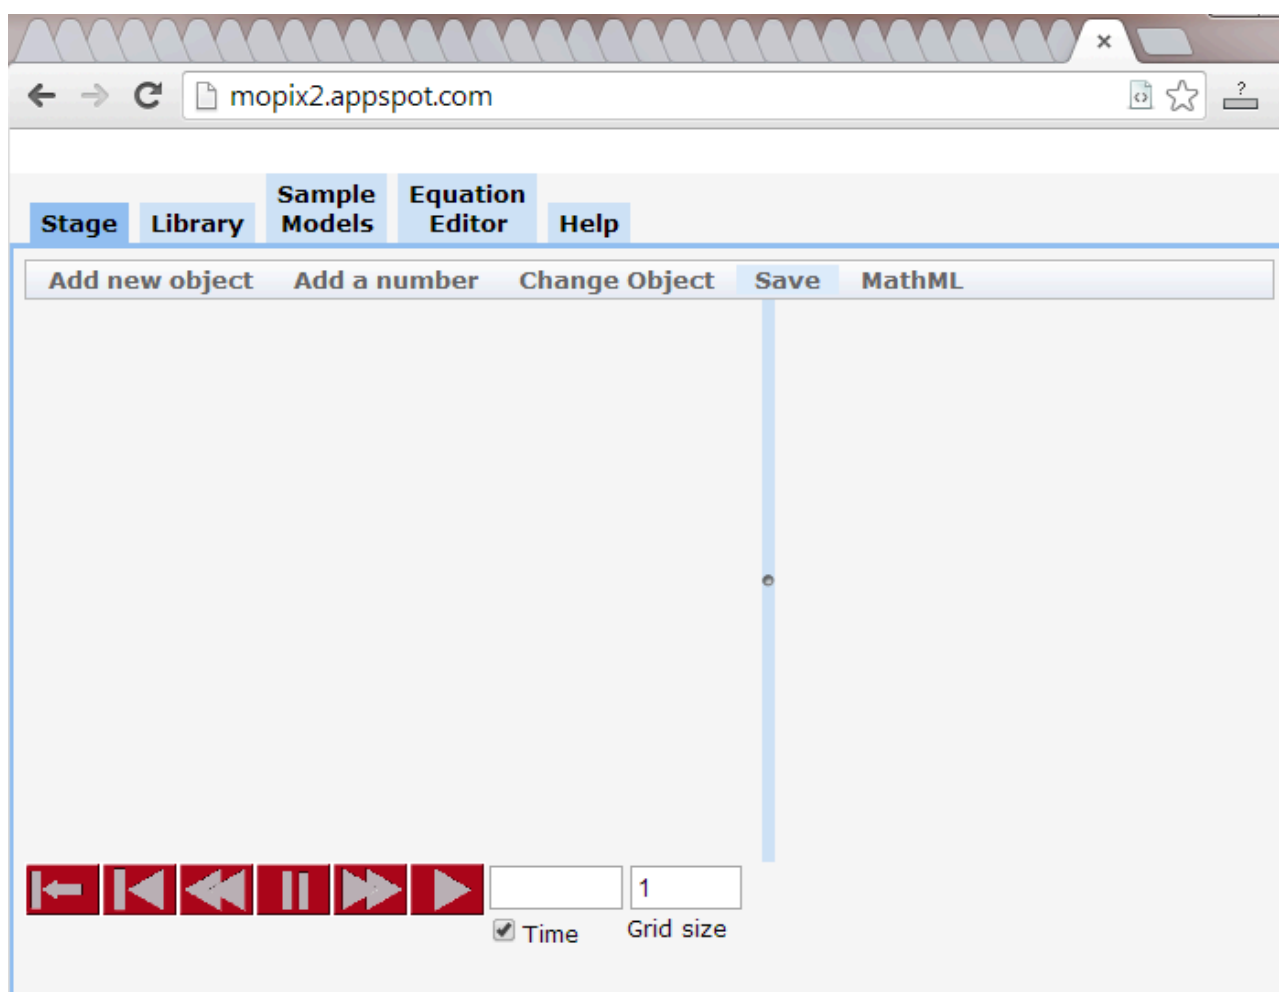 mopix2.appspot.com
?
Stage Library Sample Models Equation Editor Help
Add new object Add a number Change Object Save MathML
1
Time Grid size